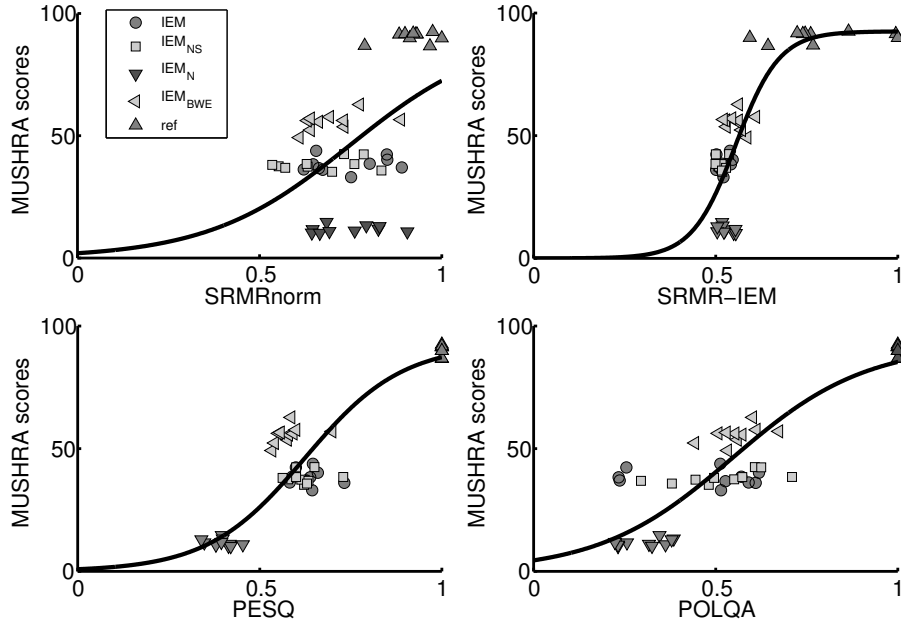 IEM
IEM_NS
IEM_N
IEM_BWE
ref
MUSHRA scores
100
50
0
0 0.5 1
SRMRnorm
MUSHRA scores
100
50
0
0 0.5 1
SRMR-IEM
MUSHRA scores
100
50
0
0 0.5 1
PESQ
MUSHRA scores
100
50
0
0 0.5 1
POLQA